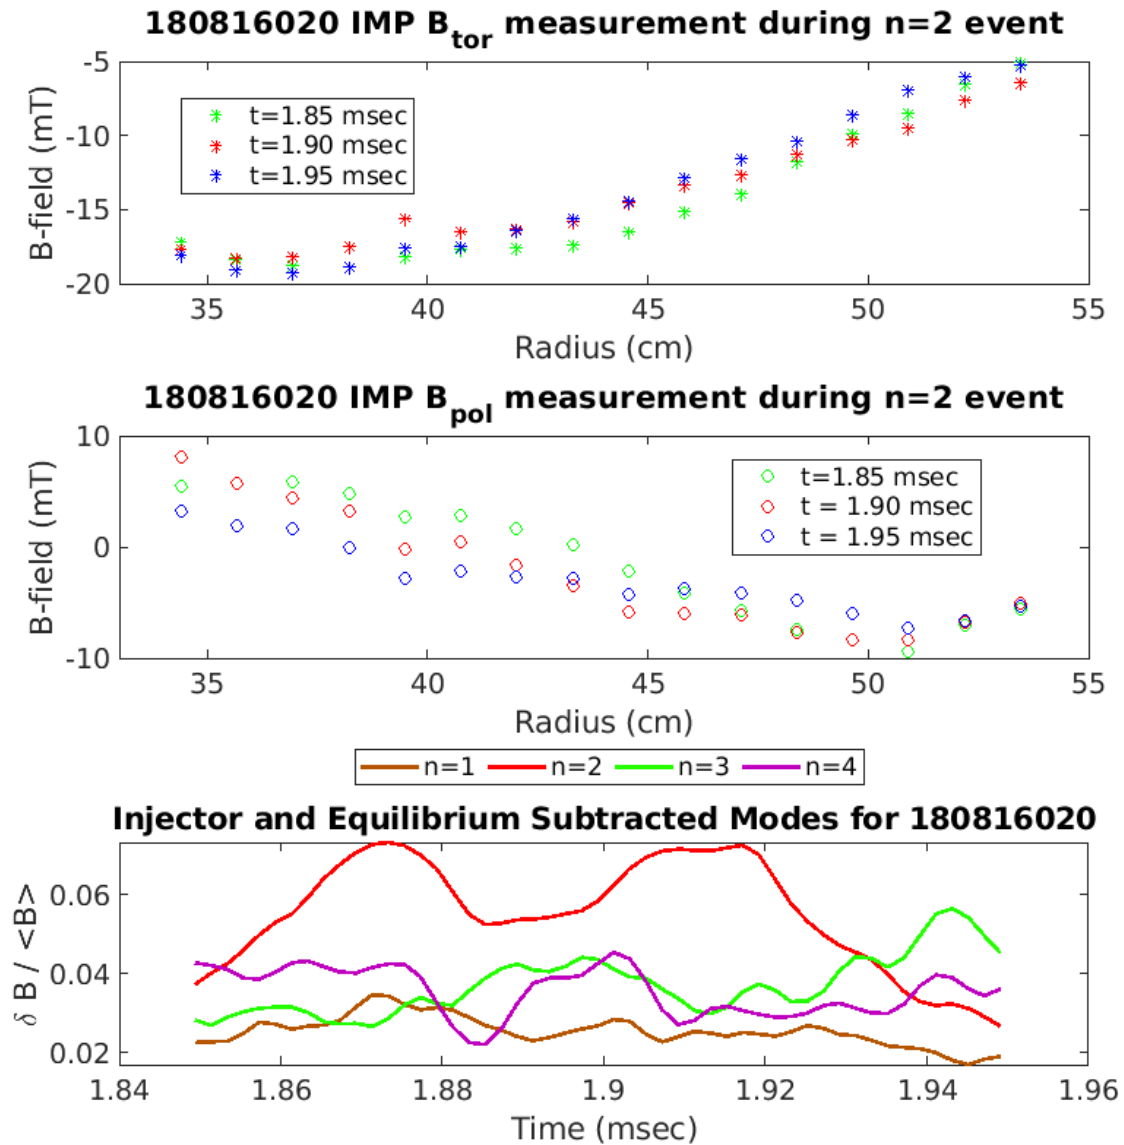 180816020 IMP B_tor measurement during n=2 event
-5
-10
-15
-20
B-field (mT)
t=1.85 msec
t=1.90 msec
t=1.95 msec
35 40 45 50 55
Radius (cm)
180816020 IMP B_pol measurement during n=2 event
10
0
-10
B-field (mT)
t=1.85 msec
t = 1.90 msec
t = 1.95 msec
35 40 45 50 55
Radius (cm)
n=1 n=2 n=3 n=4
Injector and Equilibrium Subtracted Modes for 180816020
0.06
0.04
0.02
δ B / <B>
1.84 1.86 1.88 1.9 1.92 1.94 1.96
Time (msec)